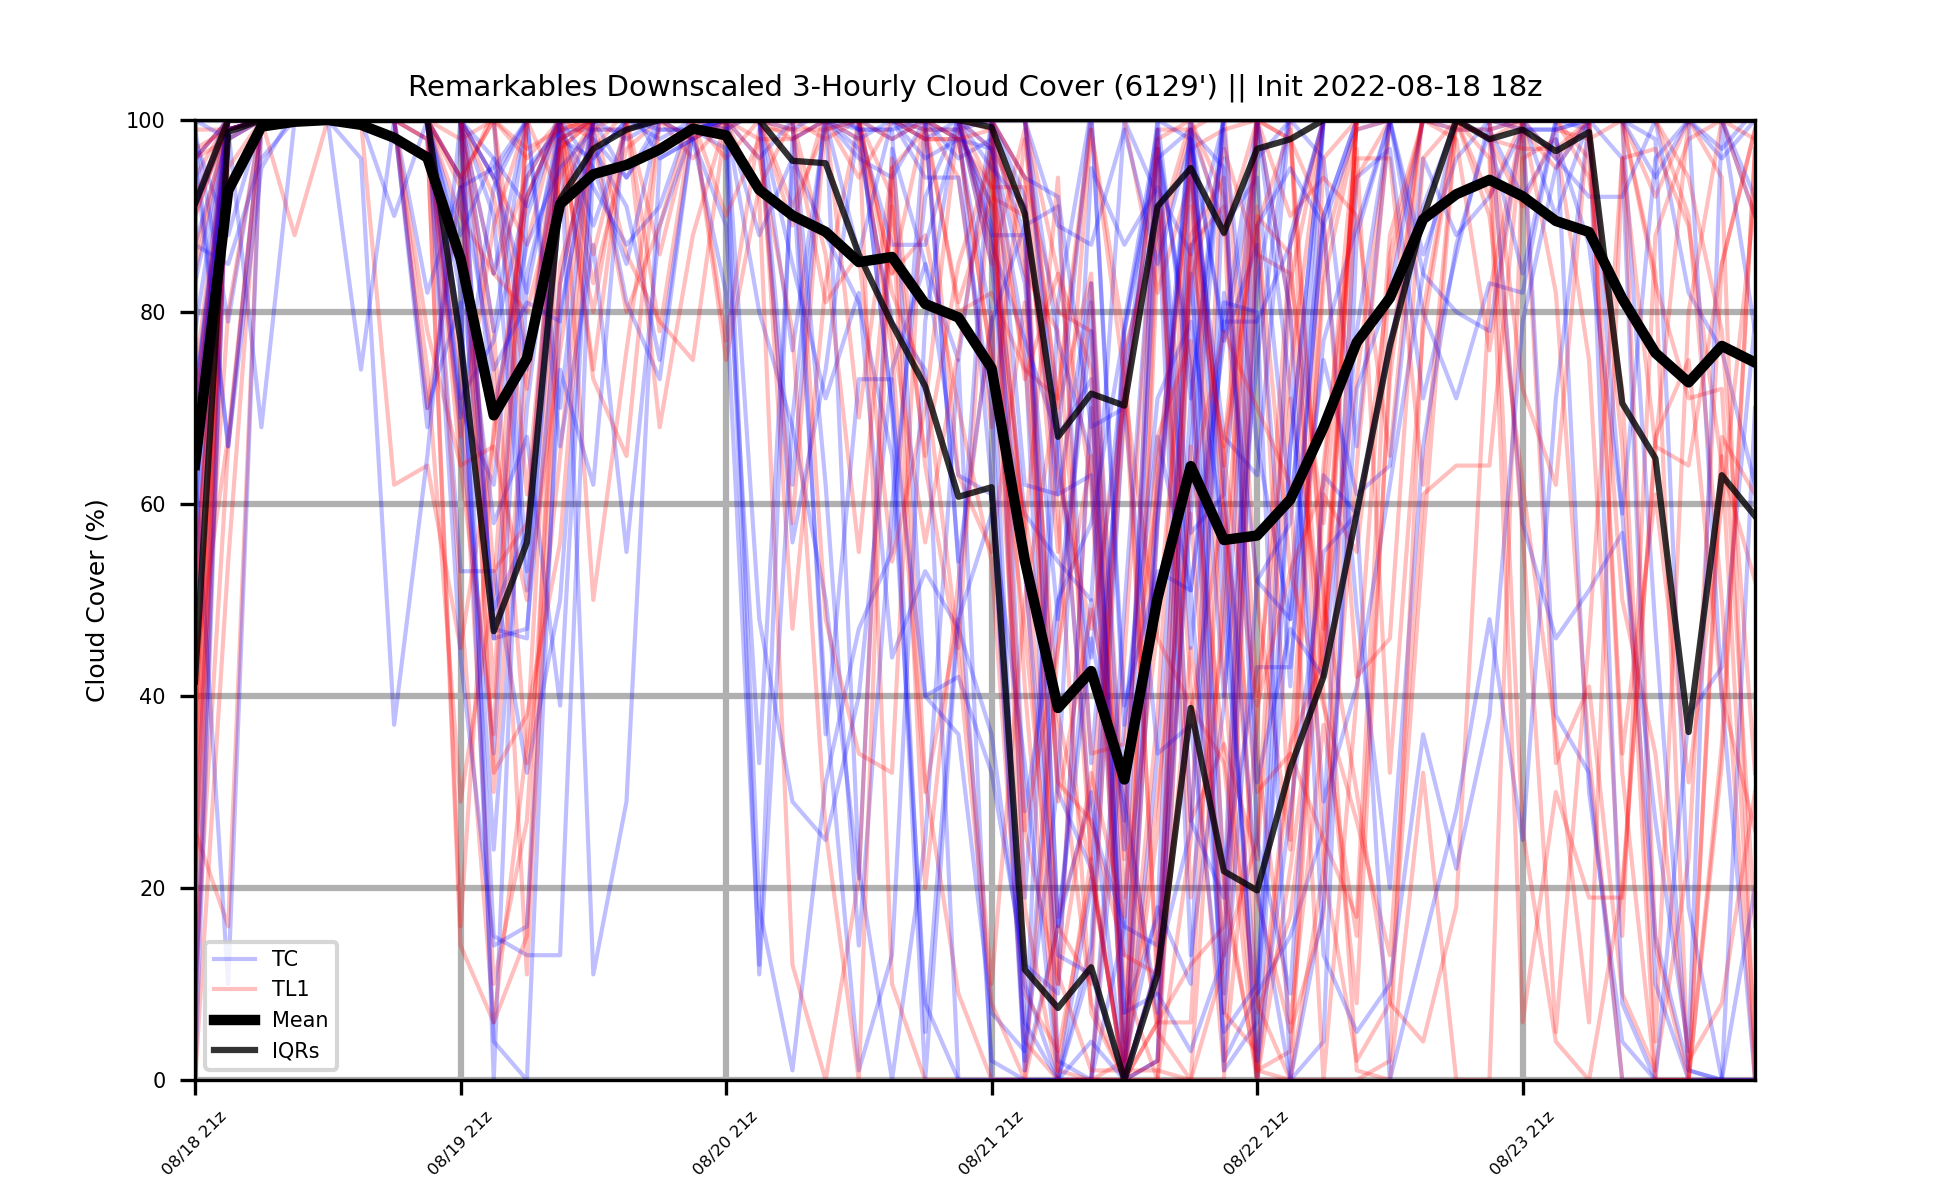 Remarkables Downscaled 3-Hourly Cloud Cover (6129') || Init 2022-08-18 18z
100
80
60
40
20
0
Cloud Cover (%)
TC
TL1
Mean
IQRs
08/18 21z
08/19 21z
08/20 21z
08/21 21z
08/22 21z
08/23 21z